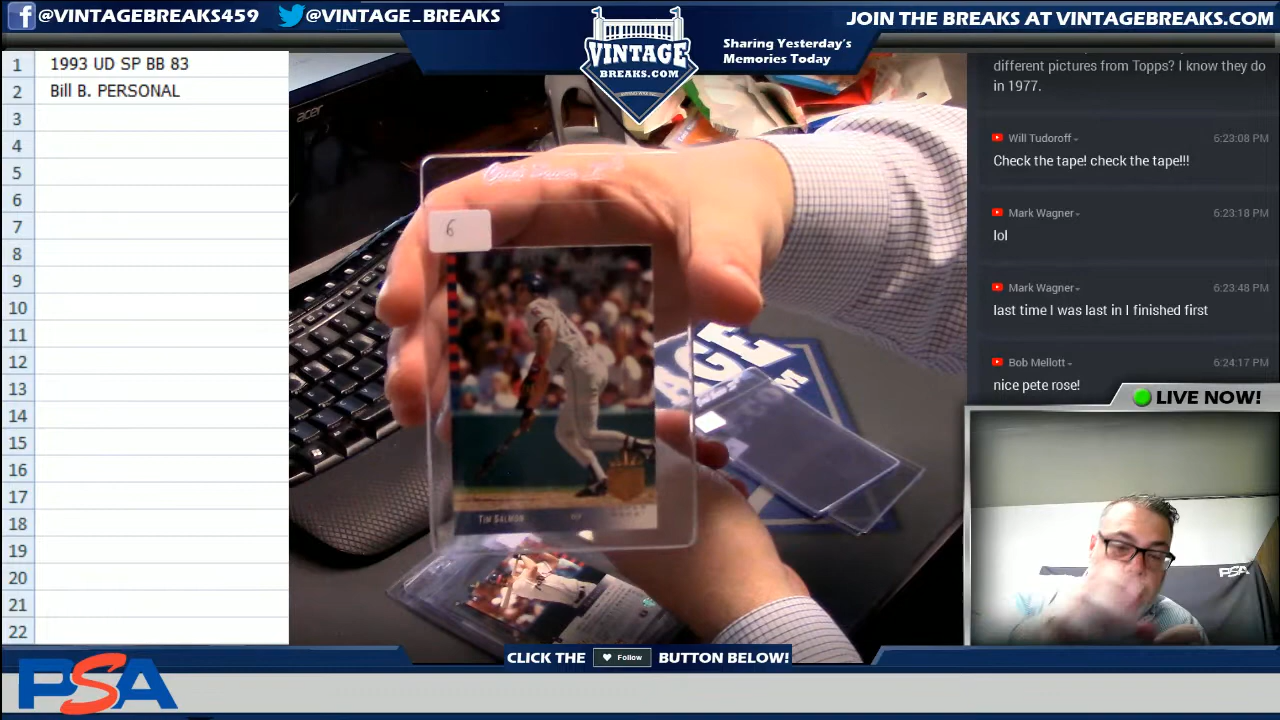 @VINTAGEBREAKS459
@VINTAGE_BREAKS
VINTAGE
BREAKS.COM
Sharing Yesterday's
Memories Today
JOIN THE BREAKS AT VINTAGEBREAKS.COM
1 1993 UD SP BB 83
2 Bill B. PERSONAL
3
4
5
6
7
8
9
10
11
12
13
14
15
16
17
18
19
20
21
22
acer
6
TIM SALMON
AGE
COM
different pictures from Topps? I know they do
in 1977.
Will Tudoroff 6:23:08 PM
Check the tape! check the tape!!!
Mark Wagner 6:23:18 PM
lol
Mark Wagner 6:23:48 PM
last time I was last in I finished first
Bob Mellott 6:24:17 PM
nice pete rose!
LIVE NOW!
PSA
CLICK THE Follow BUTTON BELOW!
PSA